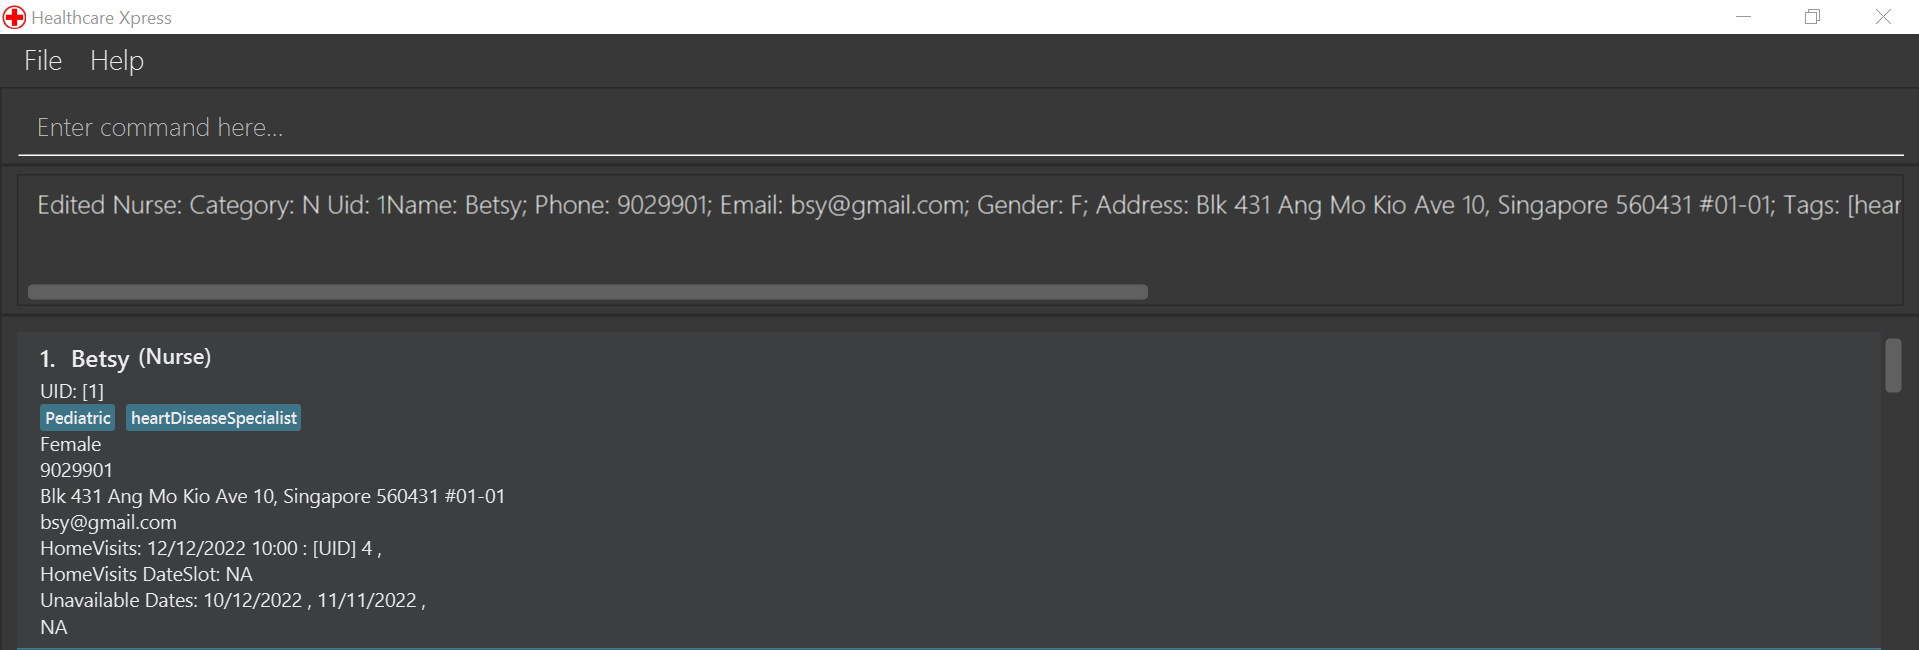 Healthcare Xpress
File Help
Enter command here...
Edited Nurse: Category: N Uid: 1Name: Betsy; Phone: 9029901; Email: bsy@gmail.com; Gender: F; Address: Blk 431 Ang Mo Kio Ave 10, Singapore 560431 #01-01; Tags: [hear
1. Betsy (Nurse)
UID: [1]
Pediatric heartDiseaseSpecialist
Female
9029901
Blk 431 Ang Mo Kio Ave 10, Singapore 560431 #01-01
bsy@gmail.com
HomeVisits: 12/12/2022 10:00 : [UID] 4 ,
HomeVisits DateSlot: NA
Unavailable Dates: 10/12/2022 , 11/11/2022 ,
NA